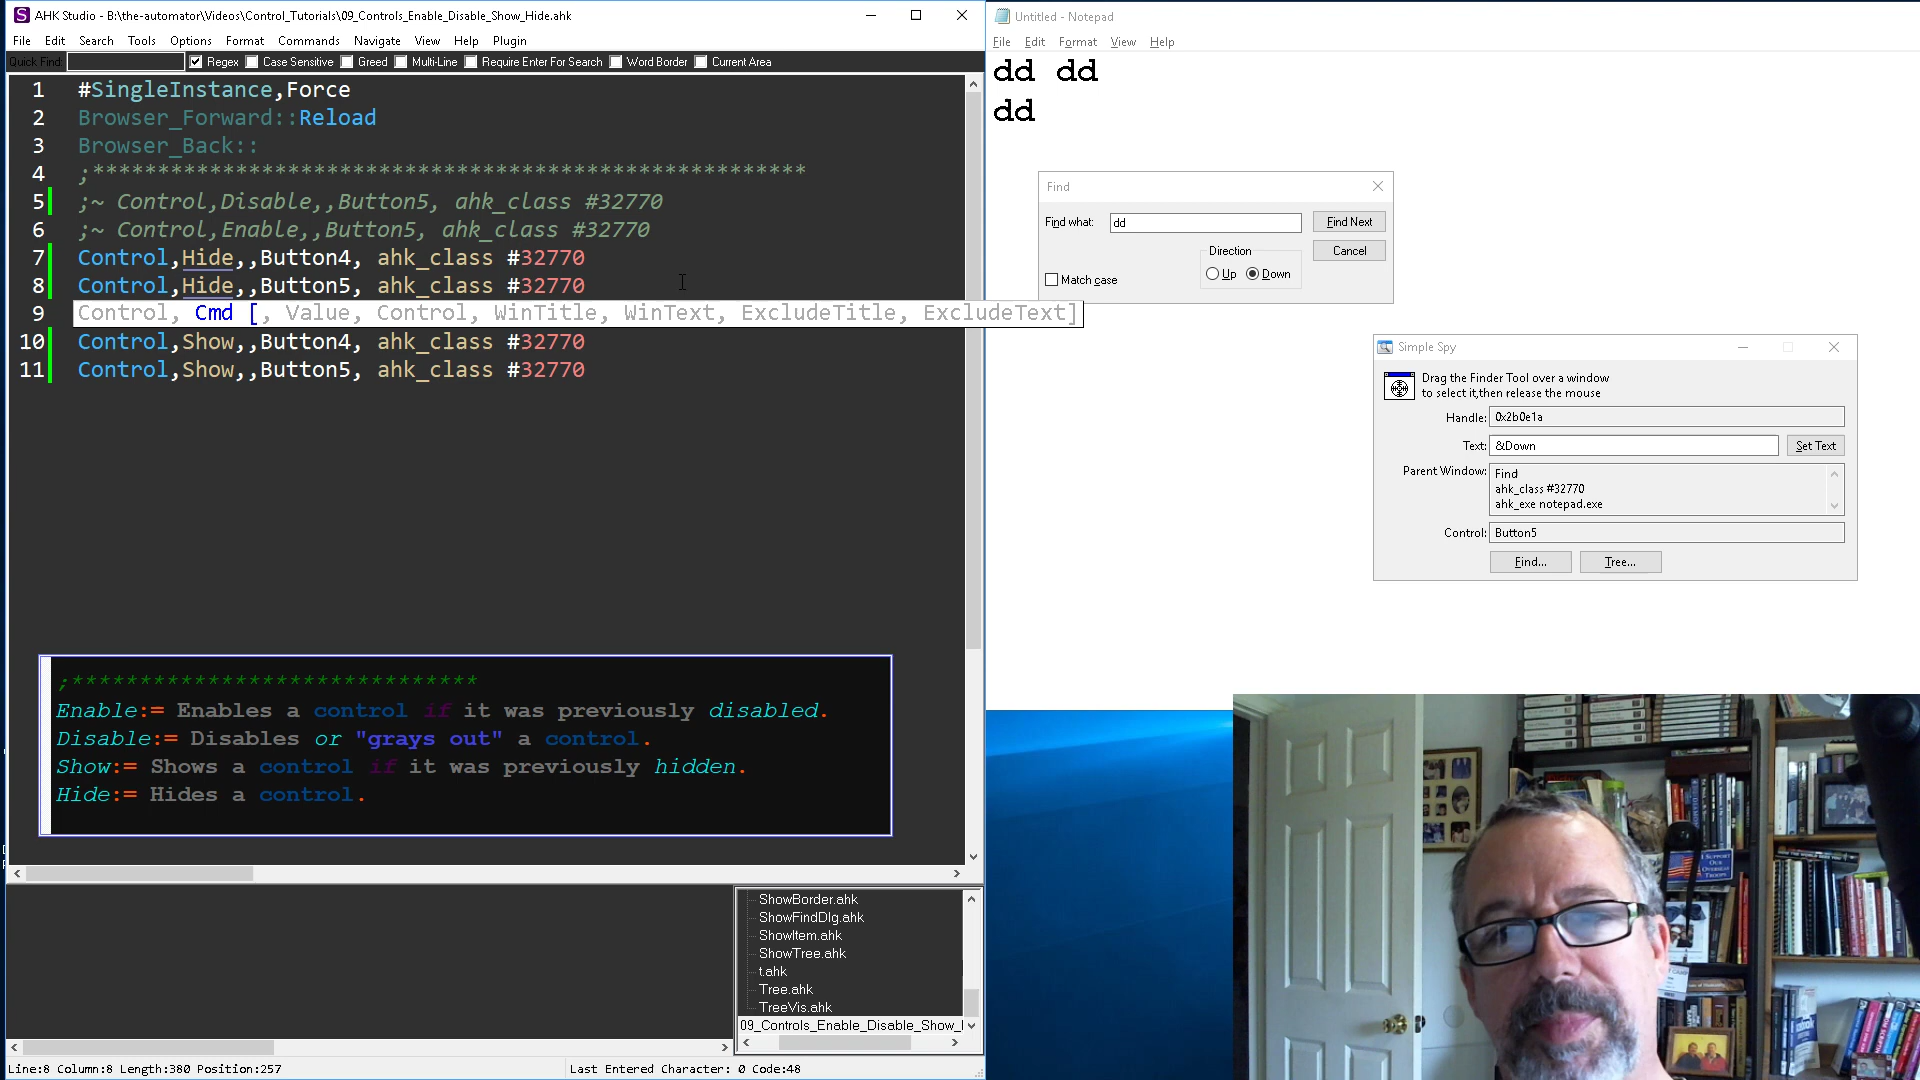 AHK Studio - B:\the-automator\Videos\Control_Tutorials\09_Controls_Enable_Disable_Show_Hide.ahk
File Edit Search Tools Options Format Commands Navigate View Help Plugin
Quick Find: Regex Case Sensitive Greed Multi-Line Require Enter For Search Word Border Current Area
1 #SingleInstance,Force
2 Browser_Forward::Reload
3 Browser_Back::
4 ;*******************************************************
5 ;~ Control,Disable,,Button5, ahk_class #32770
6 ;~ Control,Enable,,Button5, ahk_class #32770
7 Control,Hide,,Button4, ahk_class #32770
8 Control,Hide,,Button5, ahk_class #32770
9 Control, Cmd [, Value, Control, WinTitle, WinText, ExcludeTitle, ExcludeText]
10 Control,Show,,Button4, ahk_class #32770
11 Control,Show,,Button5, ahk_class #32770
;******************************
Enable:= Enables a control if it was previously disabled.
Disable:= Disables or "grays out" a control.
Show:= Shows a control if it was previously hidden.
Hide:= Hides a control.
ShowBorder.ahk
ShowFindDlg.ahk
ShowItem.ahk
ShowTree.ahk
t.ahk
Tree.ahk
TreeVis.ahk
09_Controls_Enable_Disable_Show_
Line:8 Column:8 Length:380 Position:257 Last Entered Character: 0 Code:48
Untitled - Notepad
File Edit Format View Help
dd dd
dd
Find
Find what: dd Find Next
Direction Cancel
Up Down
Match case
Simple Spy
Drag the Finder Tool over a window
to select it,then release the mouse
Handle: 0x2b0e1a
Text: &Down Set Text
Parent Window: Find
ahk_class #32770
ahk_exe notepad.exe
Control: Button5
Find... Tree...
I SUPPORT
OUR
OVERSEAS
TROOPS